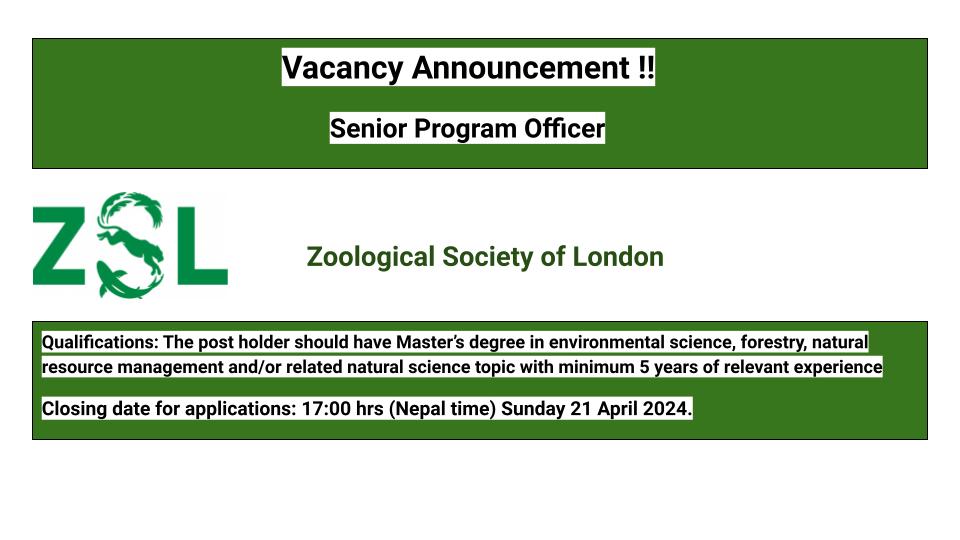 Vacancy Announcement !!
Senior Program Officer
ZSL
Zoological Society of London
Qualifications: The post holder should have Master’s degree in environmental science, forestry, natural
resource management and/or related natural science topic with minimum 5 years of relevant experience
Closing date for applications: 17:00 hrs (Nepal time) Sunday 21 April 2024.